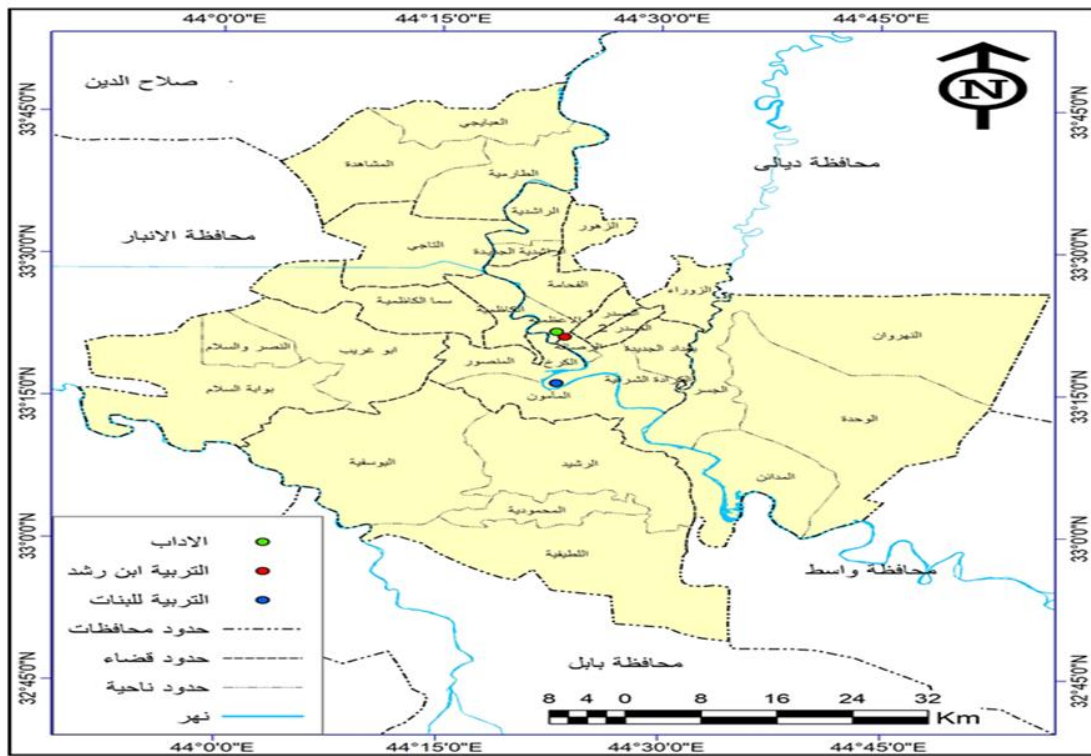 44°0'0"E 44°15'0"E 44°30'0"E 44°45'0"E
33°45'0"N
33°30'0"N
33°15'0"N
33°0'0"N
32°45'0"N
33°45'0"N
33°30'0"N
33°15'0"N
33°0'0"N
32°45'0"N
N
صلاح الدين
محافظة ديالى
محافظة الانبار
محافظة واسط
محافظة بابل
العبايجي
المشاهدة
الطارمية
الراشدية
الزهور
التاجي
الراشدية الجديدة
الفحامة
الزوراء
سما الكاظمية
الكاظمية
النهروان
النصر والسلام
ابو غريب
المنصور
الكرخ
بغداد الجديدة
بوابة السلام
المأمون
الجسر
الوحدة
اليوسفية
الرشيد
المدائن
المحمودية
اللطيفية
الاداب
التربية ابن رشد
التربية للبنات
حدود محافظات
حدود قضاء
حدود ناحية
نهر
8 4 0 8 16 24 32
Km
44°0'0"E 44°15'0"E 44°30'0"E 44°45'0"E